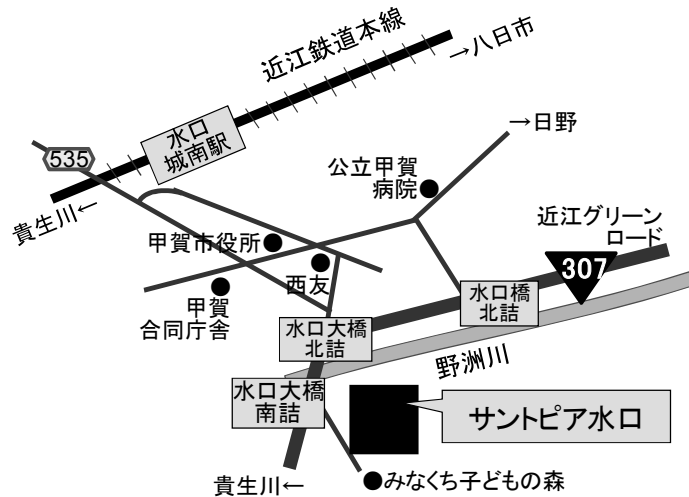 近江鉄道本線
→八日市
水口
城南駅
535
貴生川←
→日野
公立甲賀
病院
近江グリーン
ロード
307
甲賀市役所
西友
甲賀
合同庁舎
水口橋
北詰
水口大橋
北詰
野洲川
水口大橋
南詰
サントピア水口
貴生川←
みなくち子どもの森